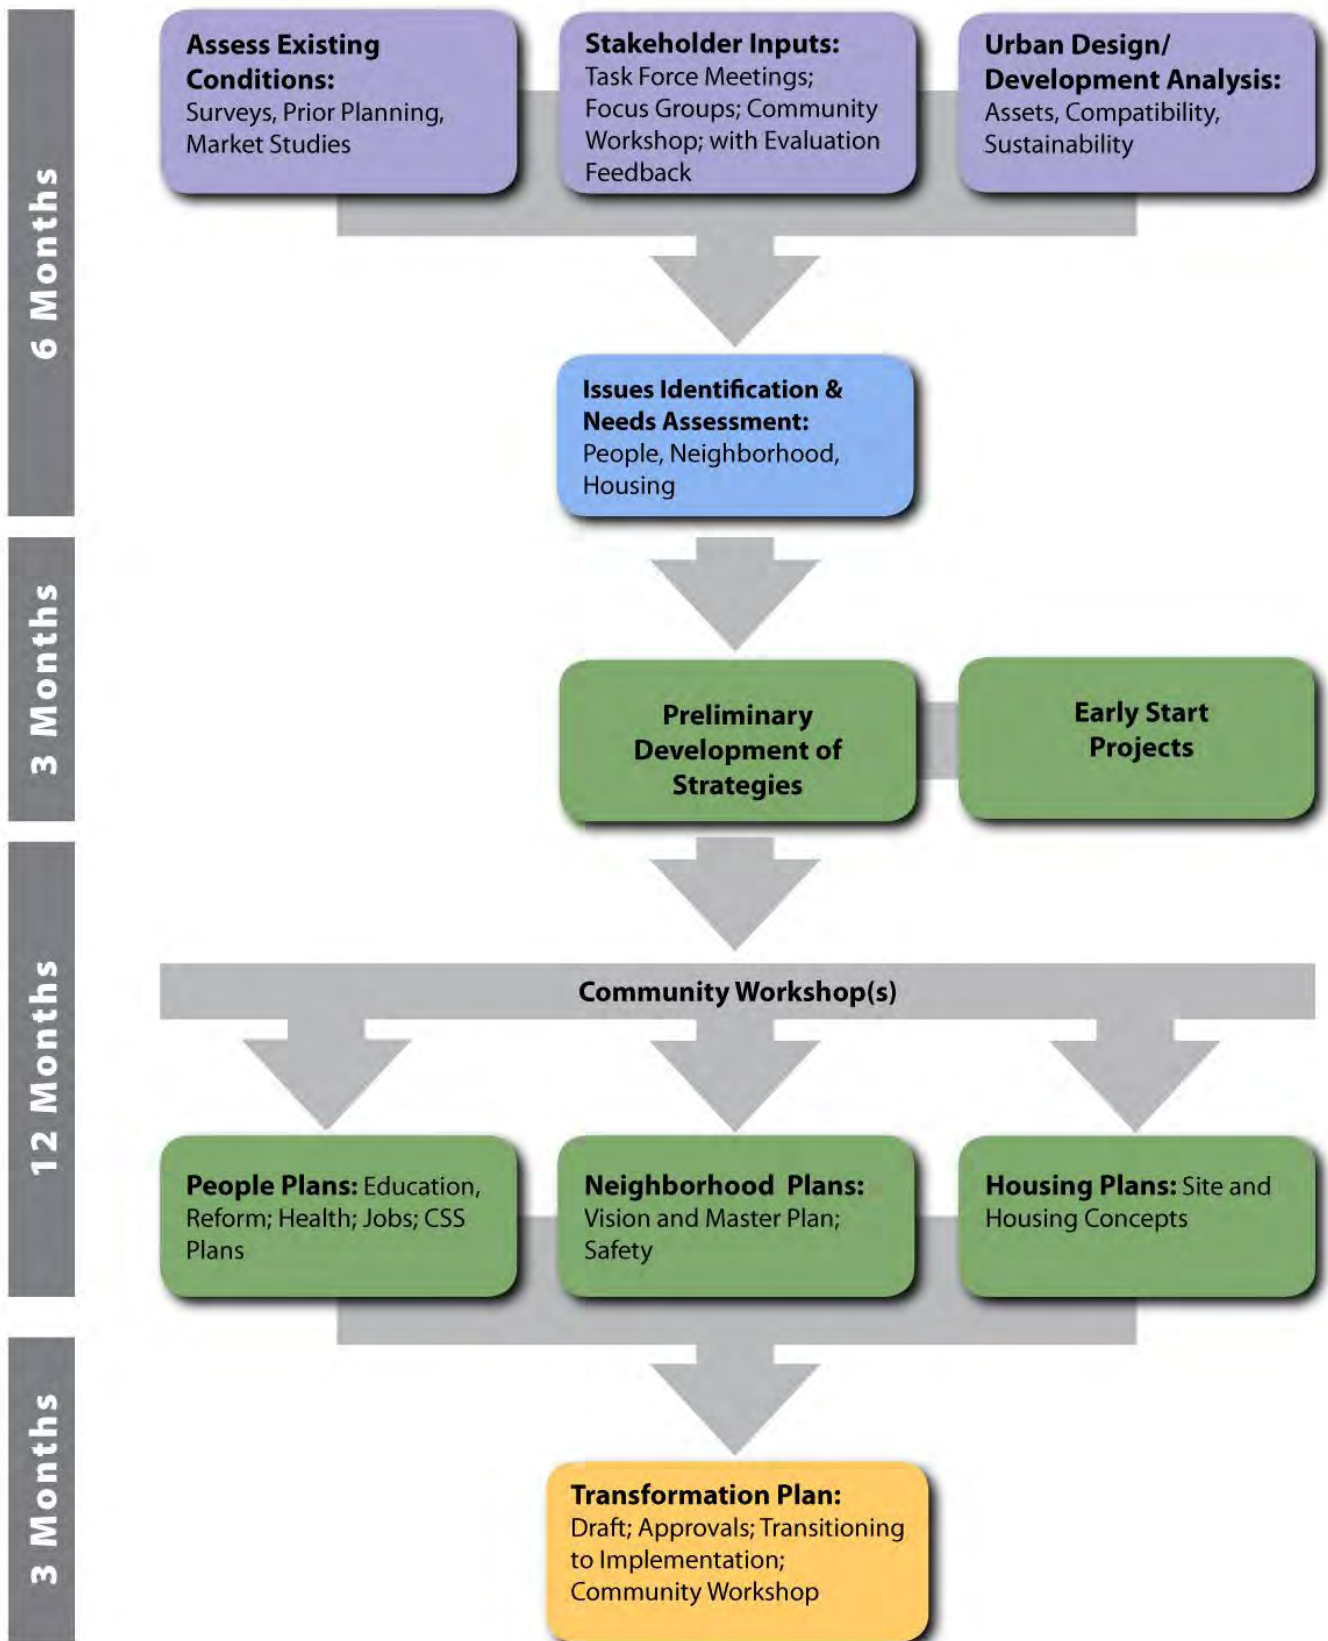 6 Months
Assess Existing
Conditions:
Surveys, Prior Planning,
Market Studies
Stakeholder Inputs:
Task Force Meetings;
Focus Groups; Community
Workshop; with Evaluation
Feedback
Urban Design/
Development Analysis:
Assets, Compatibility,
Sustainability
Issues Identification &
Needs Assessment:
People, Neighborhood,
Housing
3 Months
Preliminary
Development of
Strategies
Early Start
Projects
12 Months
Community Workshop(s)
People Plans: Education,
Reform; Health; Jobs; CSS
Plans
Neighborhood Plans:
Vision and Master Plan;
Safety
Housing Plans: Site and
Housing Concepts
3 Months
Transformation Plan:
Draft; Approvals; Transitioning
to Implementation;
Community Workshop